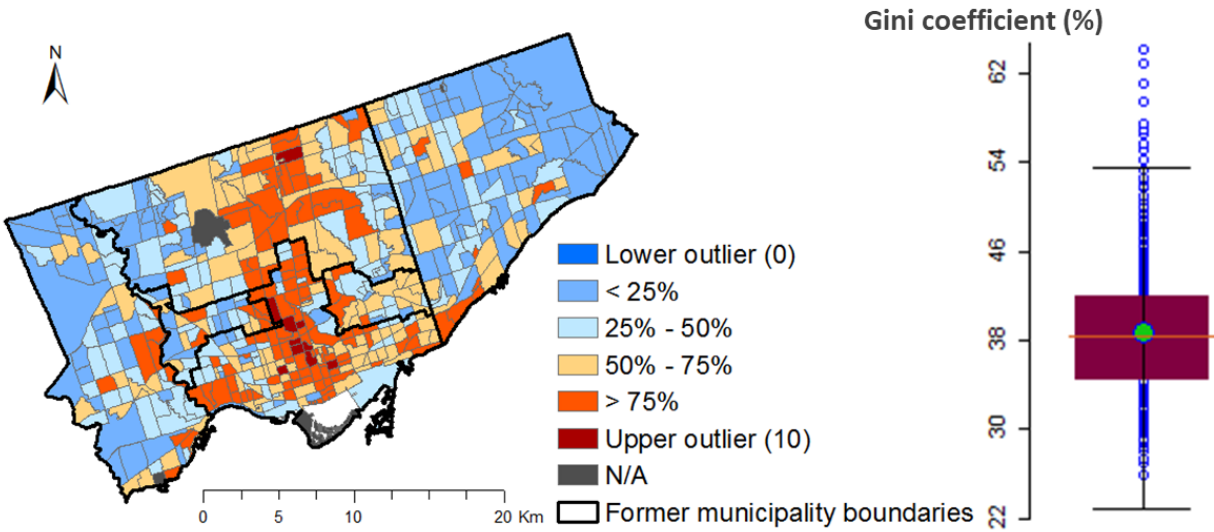 Gini coefficient (%)
N
62
54
46
38
30
22
Lower outlier (0)
< 25%
25% - 50%
50% - 75%
> 75%
Upper outlier (10)
N/A
Former municipality boundaries
0 5 10 20 Km